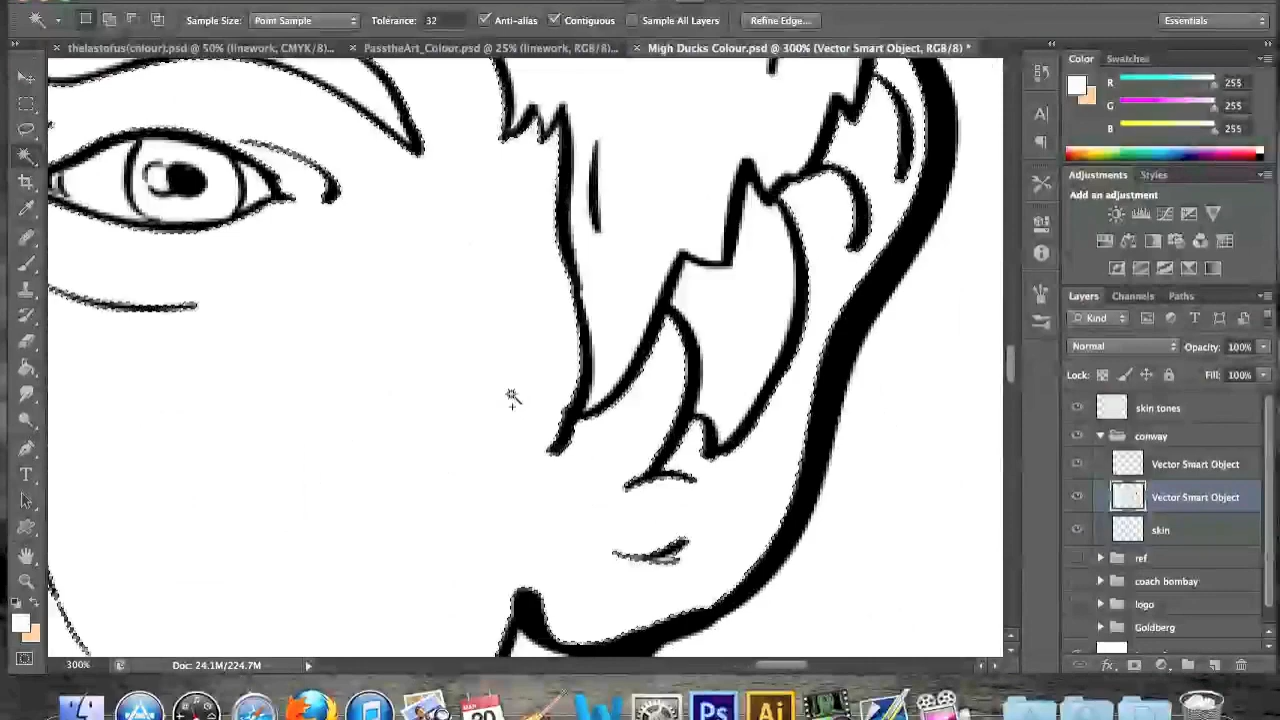 Sample Size: Point Sample Tolerance: 32 Anti-alias Contiguous Sample All Layers Refine Edge... Essentials
thelastofus(colour).psd @ 50% (linework, CMYK/8)... PasstheArt_Colour.psd @ 25% (linework, RGB/8)... Migh Ducks Colour.psd @ 300% (Vector Smart Object, RGB/8) *
Color Swatches
R 255
G 255
B 255
Adjustments Styles
Add an adjustment
Layers Channels Paths
Kind
Normal Opacity: 100%
Lock: Fill: 100%
skin tones
conway
Vector Smart Object
Vector Smart Object
skin
ref
coach bombay
logo
Goldberg
300% Doc: 24.1M/224.7M
Ps Ai